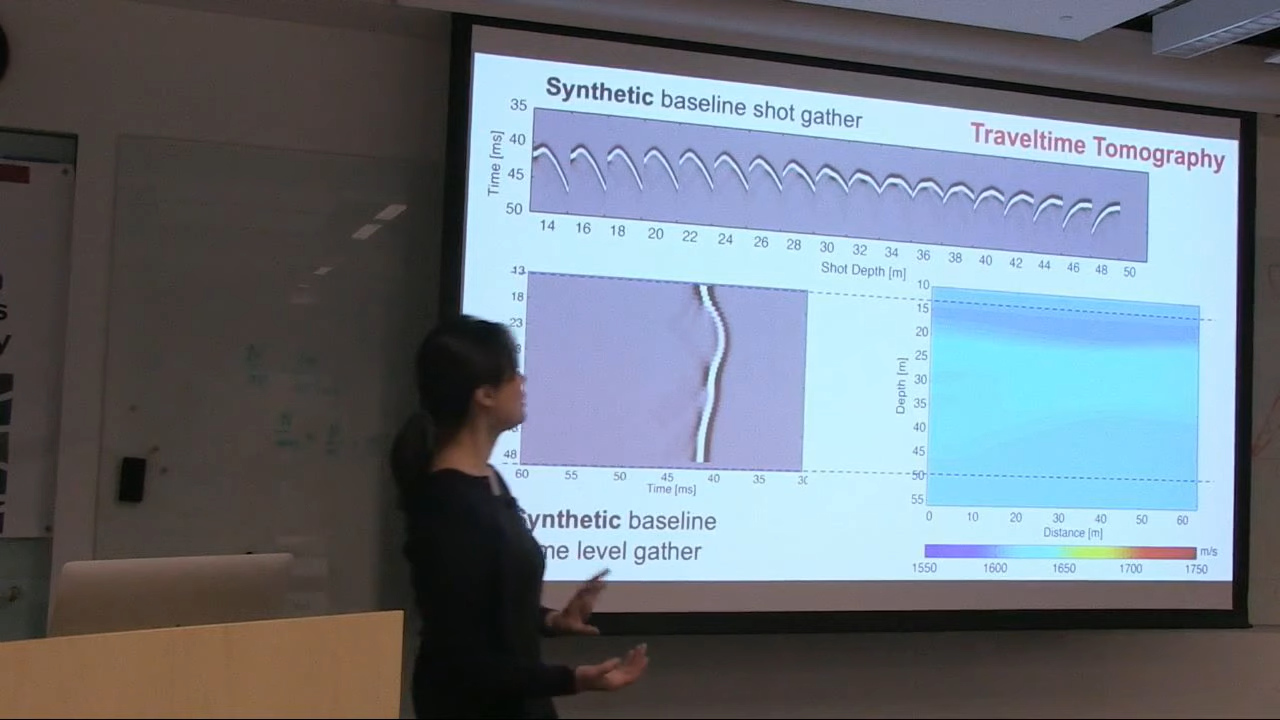 Synthetic baseline shot gather
Traveltime Tomography
35
40
45
50
Time [ms]
14 16 18 20 22 24 26 28 30 32 34 36 38 40 42 44 46 48 50
Shot Depth [m]
13
18
23
48
60 55 50 45 40 35
Time [ms]
10
15
20
25
30
35
40
45
50
55
Depth [m]
0 10 20 30 40 50 60
Distance [m]
m/s
1550 1600 1650 1700 1750
ynthetic baseline
me level gather